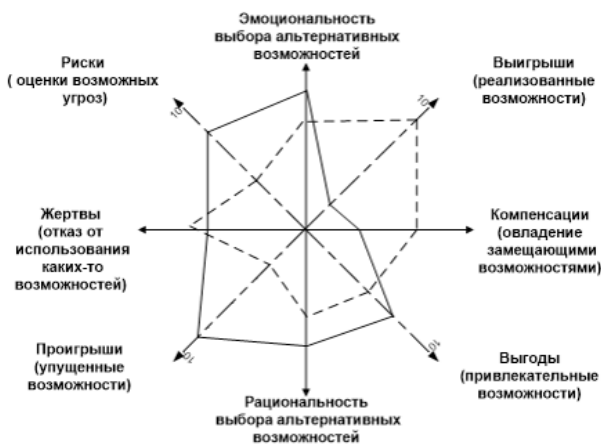 Эмоциональность
выбора альтернативных
возможностей
Риски
( оценки возможных
угроз)
10
Выигрыши
(реализованные
возможности)
10
Жертвы
(отказ от
использования
каких-то
возможностей)
Компенсации
(овладение
замещающими
возможностями)
Проигрыши
(упущенные
возможности)
10
Рациональность
выбора альтернативных
возможностей
10
Выгоды
(привлекательные
возможности)